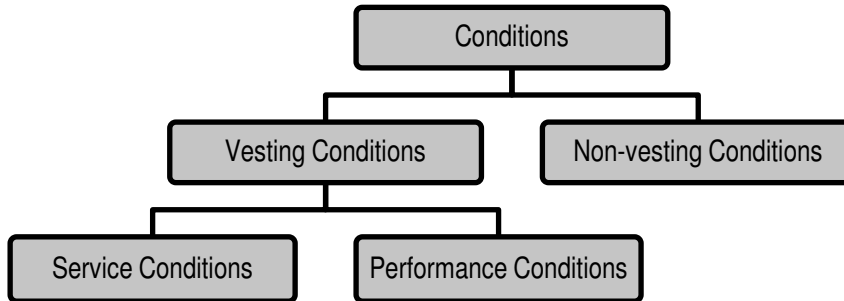 Conditions
Vesting Conditions
Non-vesting Conditions
Service Conditions
Performance Conditions